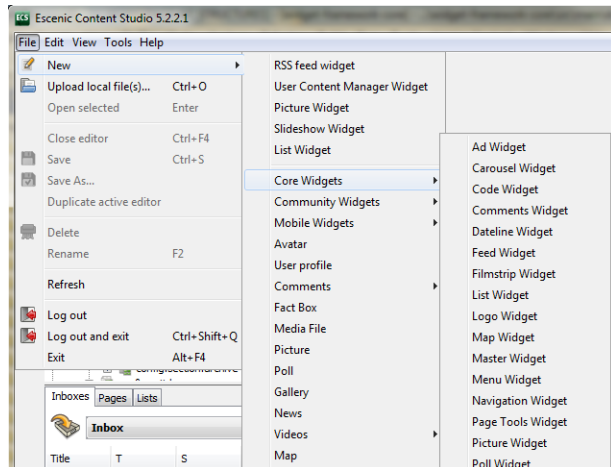 ECS Escenic Content Studio 5.2.2.1
File Edit View Tools Help
New
Upload local file(s)... Ctrl+O
Open selected Enter
Close editor Ctrl+F4
Save Ctrl+S
Save As...
Duplicate active editor
Delete
Rename F2
Refresh
Log out
Log out and exit Ctrl+Shift+Q
Exit Alt+F4
RSS feed widget
User Content Manager Widget
Picture Widget
Slideshow Widget
List Widget
Core Widgets
Community Widgets
Mobile Widgets
Avatar
User profile
Comments
Fact Box
Media File
Picture
Poll
Gallery
News
Videos
Map
Ad Widget
Carousel Widget
Code Widget
Comments Widget
Dateline Widget
Feed Widget
Filmstrip Widget
List Widget
Logo Widget
Map Widget
Master Widget
Menu Widget
Navigation Widget
Page Tools Widget
Picture Widget
Poll Widget
Inboxes Pages Lists
Inbox
Title T S